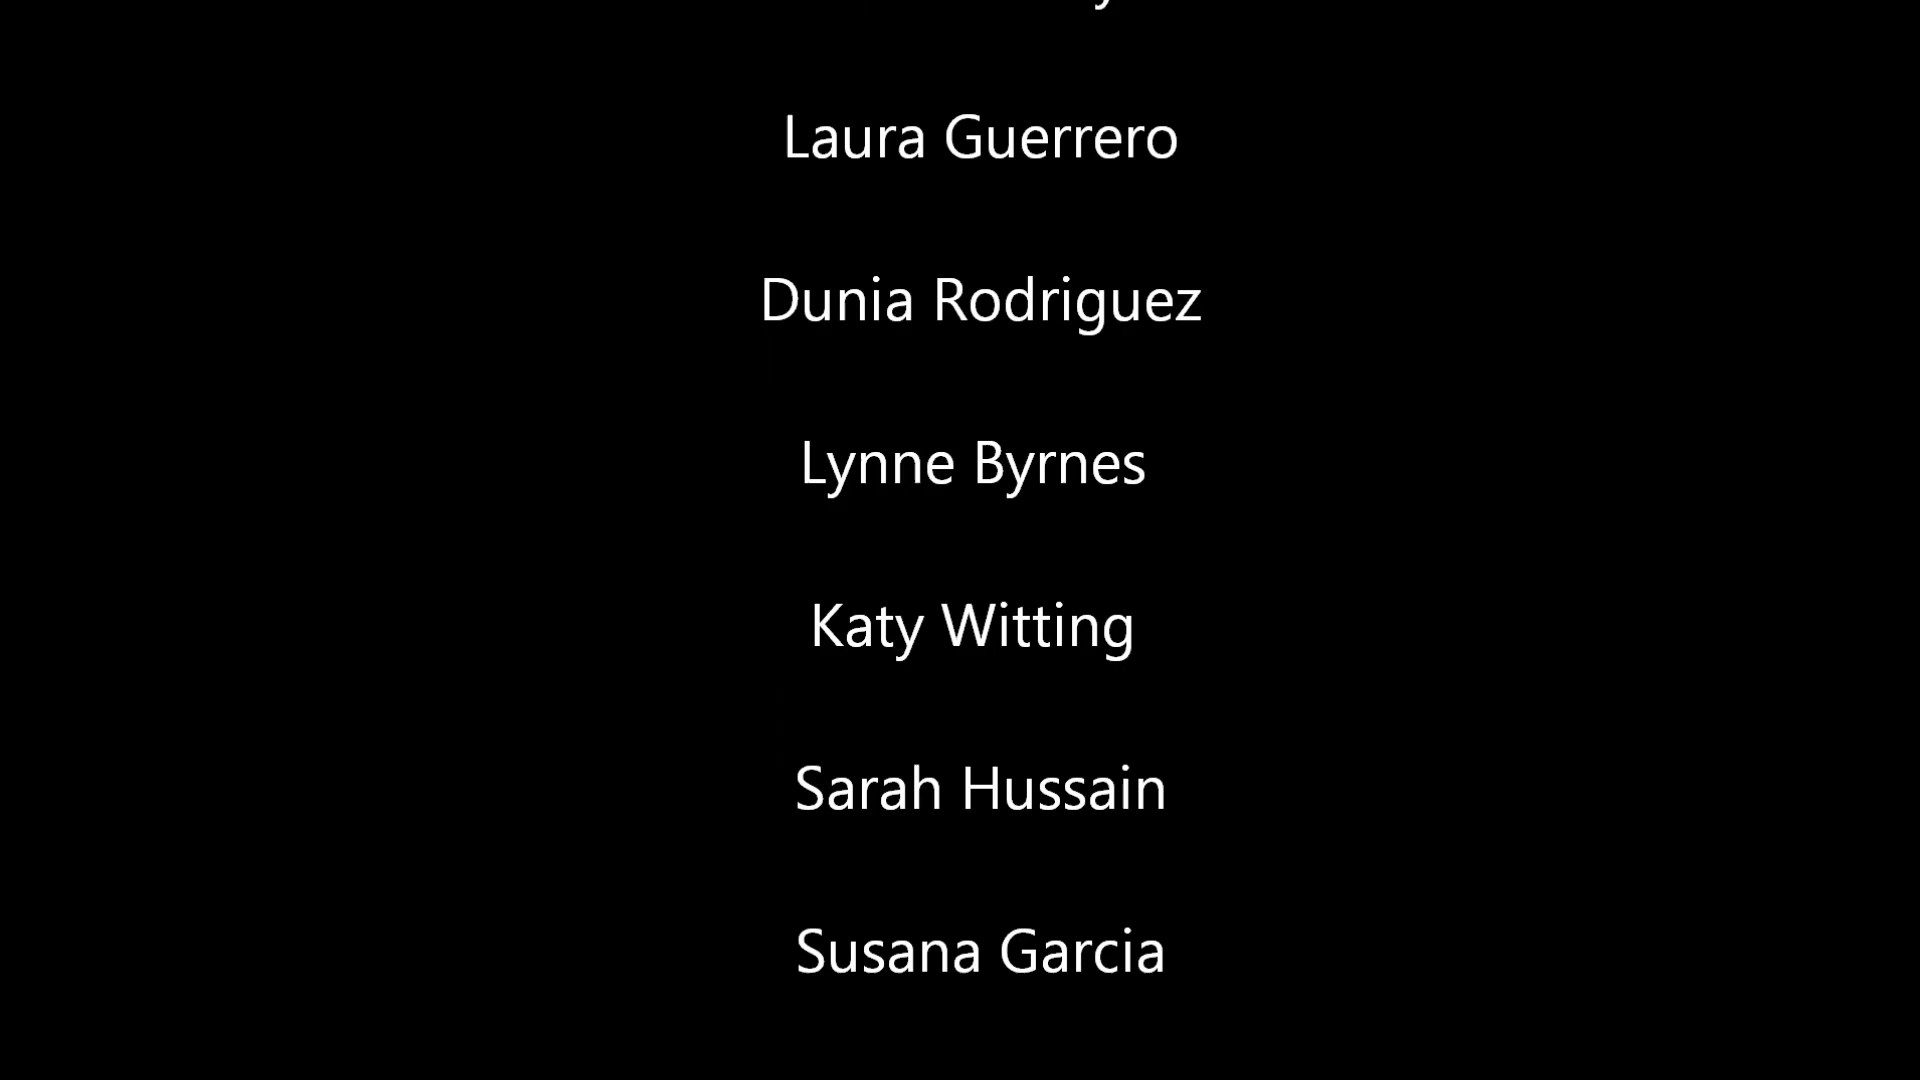 Laura Guerrero
Dunia Rodriguez
Lynne Byrnes
Katy Witting
Sarah Hussain
Susana Garcia